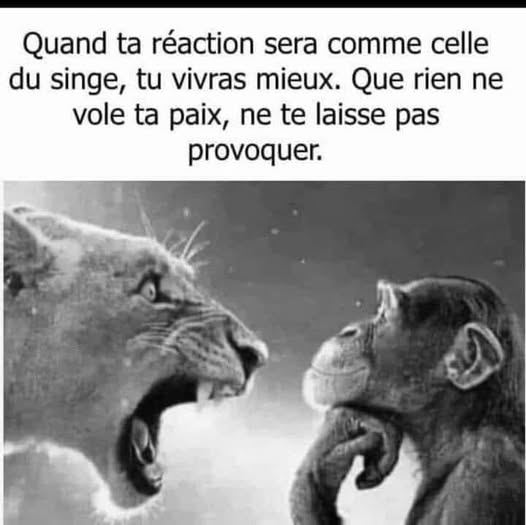 Quand ta réaction sera comme celle
du singe, tu vivras mieux. Que rien ne
vole ta paix, ne te laisse pas
provoquer.